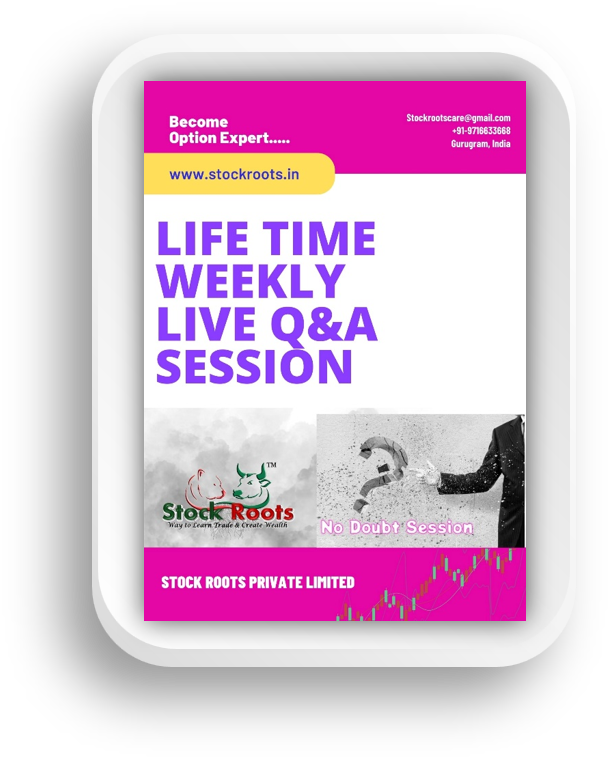 Become
Option Expert.....
Stockrootscare@gmail.com
+91-9716633668
Gurugram, India
www.stockroots.in
LIFE TIME
WEEKLY
LIVE Q&A
SESSION
TM
Stock Roots
Way to Learn Trade & Create Wealth
No Doubt Session
STOCK ROOTS PRIVATE LIMITED